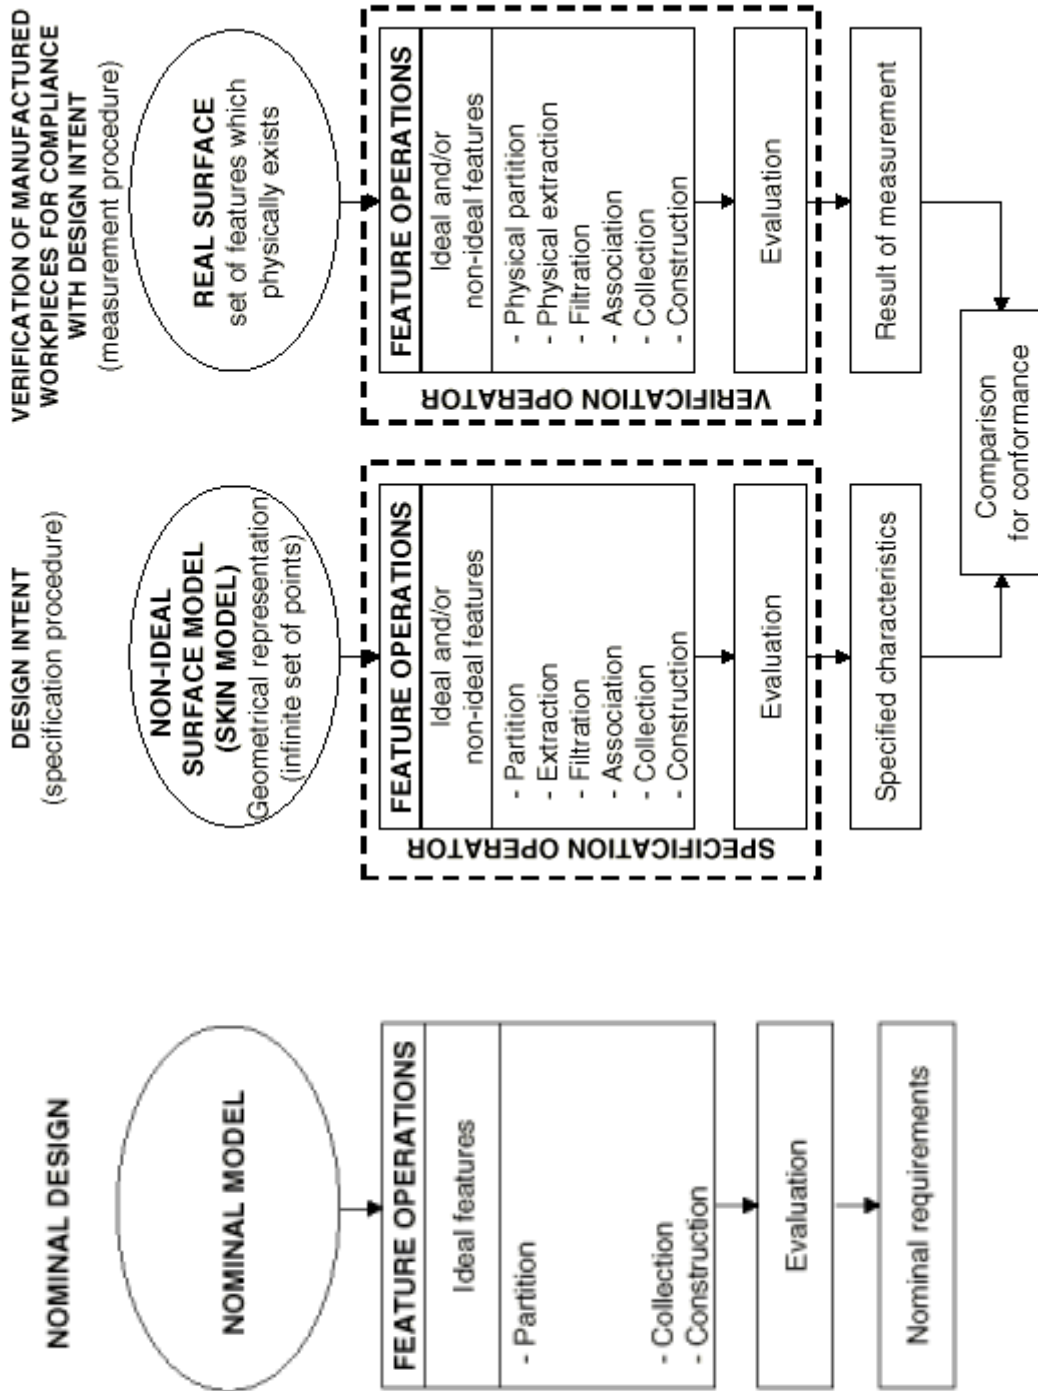 NOMINAL DESIGN
NOMINAL MODEL
FEATURE OPERATIONS
Ideal features
- Partition
- Collection
- Construction
Evaluation
Nominal requirements
DESIGN INTENT
(specification procedure)
NON-IDEAL
SURFACE MODEL
(SKIN MODEL)
Geometrical representation
(infinite set of points)
SPECIFICATION OPERATOR
FEATURE OPERATIONS
Ideal and/or
non-ideal features
- Partition
- Extraction
- Filtration
- Association
- Collection
- Construction
Evaluation
Specified characteristics
VERIFICATION OF MANUFACTURED
WORKPIECES FOR COMPLIANCE
WITH DESIGN INTENT
(measurement procedure)
REAL SURFACE
set of features which
physically exists
VERIFICATION OPERATOR
FEATURE OPERATIONS
Ideal and/or
non-ideal features
- Physical partition
- Physical extraction
- Filtration
- Association
- Collection
- Construction
Evaluation
Result of measurement
Comparison
for conformance